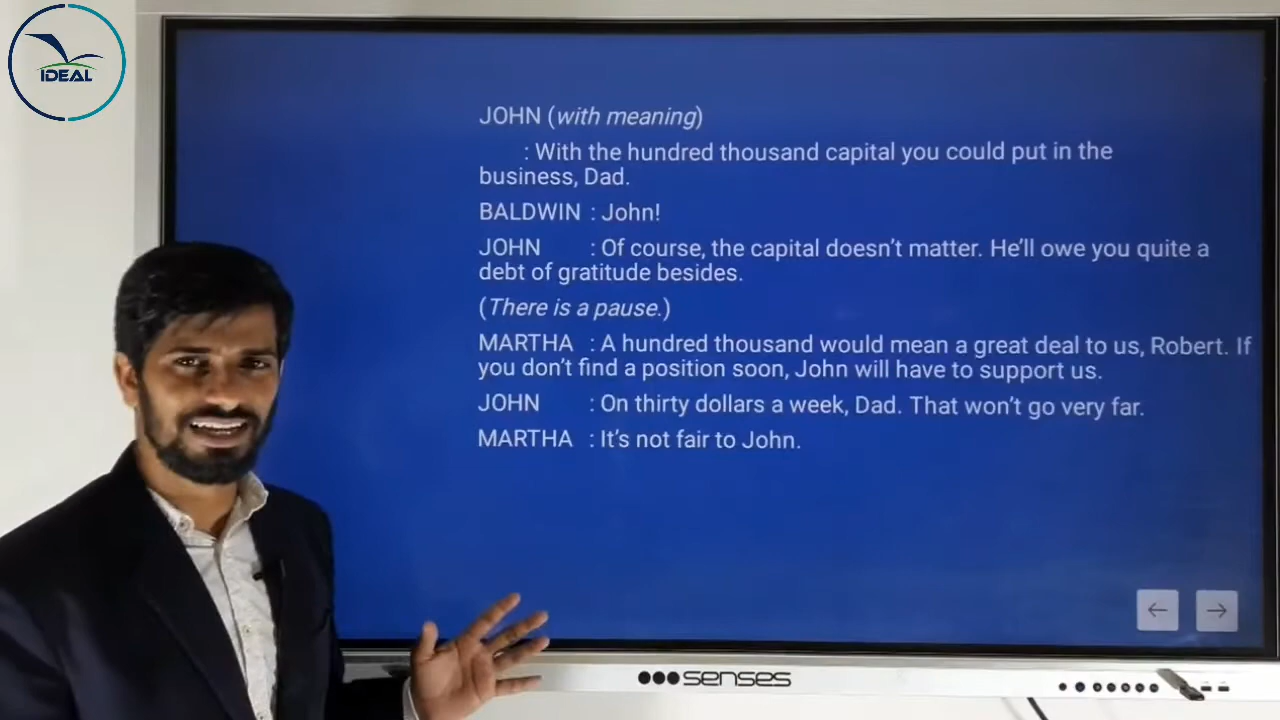 IDEAL
JOHN (with meaning)
: With the hundred thousand capital you could put in the
business, Dad.
BALDWIN : John!
JOHN : Of course, the capital doesn't matter. He'll owe you quite a
debt of gratitude besides.
(There is a pause.)
MARTHA : A hundred thousand would mean a great deal to us, Robert. If
you don't find a position soon, John will have to support us.
JOHN : On thirty dollars a week, Dad. That won't go very far.
MARTHA : It's not fair to John.
senses